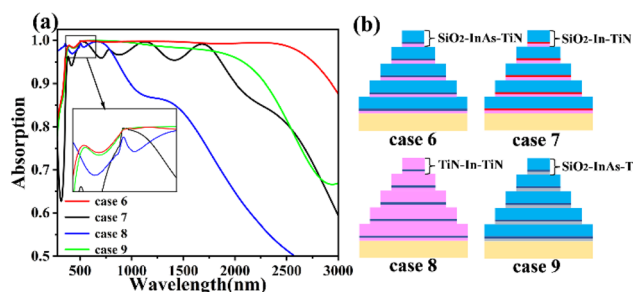 (a)
1.0
0.9
0.8
0.7
0.6
0.5
Absorption
case 6
case 7
case 8
case 9
500 1000 1500 2000 2500 3000
Wavelength(nm)
(b)
SiO2-InAs-TiN
SiO2-In-TiN
case 6
case 7
TiN-In-TiN
SiO2-InAs-T
case 8
case 9